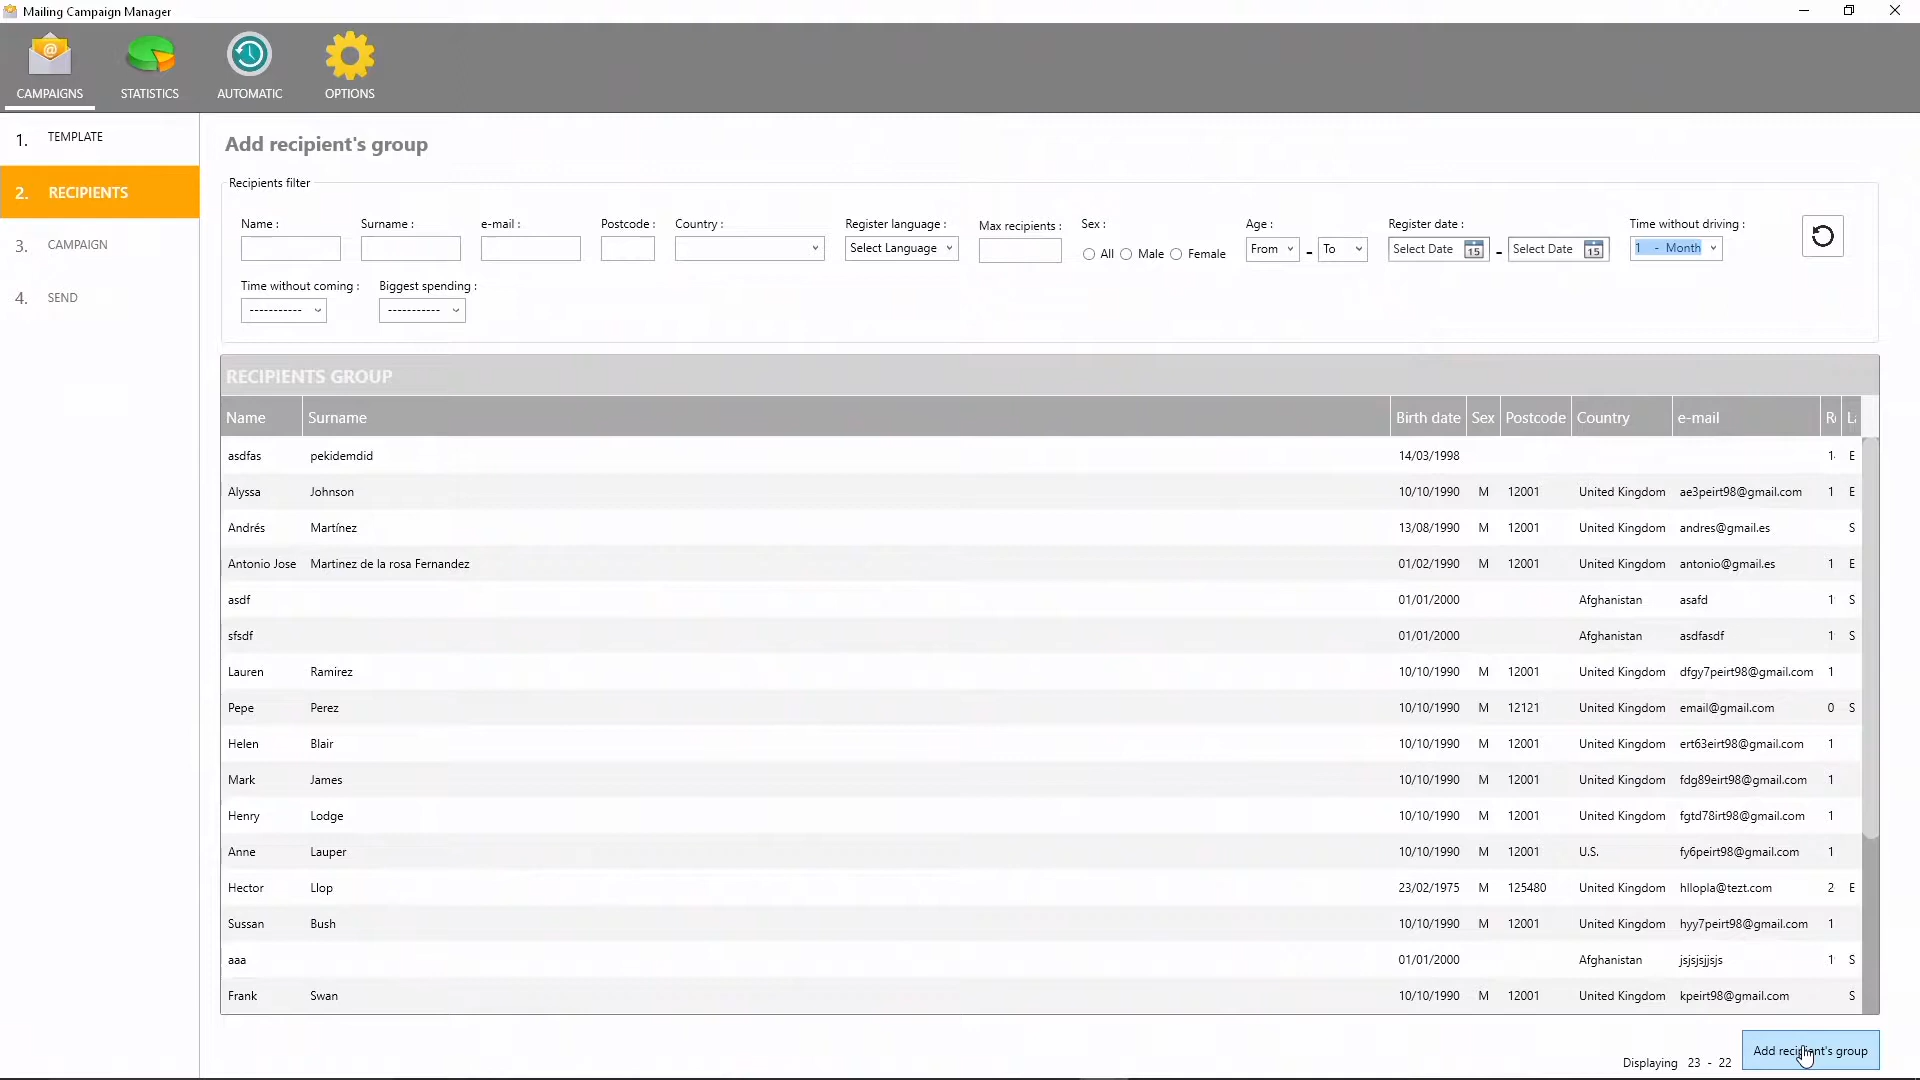 Mailing Campaign Manager
CAMPAIGNS STATISTICS AUTOMATIC OPTIONS
1. TEMPLATE
2. RECIPIENTS
3. CAMPAIGN
4. SEND
Add recipient's group
Recipients filter
Name : Surname : e-mail : Postcode : Country : Register language : Max recipients : Sex : Age : Register date : Time without driving :
Select Language All Male Female From - To Select Date 15 - Select Date 15 1 - Month
Time without coming : Biggest spending :
----------- -----------
RECIPIENTS GROUP
Name Surname Birth date Sex Postcode Country e-mail
asdfas pekidemdid 14/03/1998 1 E
Alyssa Johnson 10/10/1990 M 12001 United Kingdom ae3peirt98@gmail.com 1 E
Andrés Martínez 13/08/1990 M 12001 United Kingdom andres@gmail.es S
Antonio Jose Martinez de la rosa Fernandez 01/02/1990 M 12001 United Kingdom antonio@gmail.es 1 E
asdf 01/01/2000 Afghanistan asafd 1 S
sfsdf 01/01/2000 Afghanistan asdfasdf 1 S
Lauren Ramirez 10/10/1990 M 12001 United Kingdom dfgy7peirt98@gmail.com 1
Pepe Perez 10/10/1990 M 12121 United Kingdom email@gmail.com 0 S
Helen Blair 10/10/1990 M 12001 United Kingdom ert63eirt98@gmail.com 1
Mark James 10/10/1990 M 12001 United Kingdom fdg89eirt98@gmail.com 1
Henry Lodge 10/10/1990 M 12001 United Kingdom fgtd78irt98@gmail.com 1
Anne Lauper 10/10/1990 M 12001 U.S. fy6peirt98@gmail.com 1
Hector Llop 23/02/1975 M 125480 United Kingdom hllopla@tezt.com 2 E
Sussan Bush 10/10/1990 M 12001 United Kingdom hyy7peirt98@gmail.com 1
aaa 01/01/2000 Afghanistan jsjsjsjjsjs 1 S
Frank Swan 10/10/1990 M 12001 United Kingdom kpeirt98@gmail.com S
Displaying 23 - 22 Add recipient's group